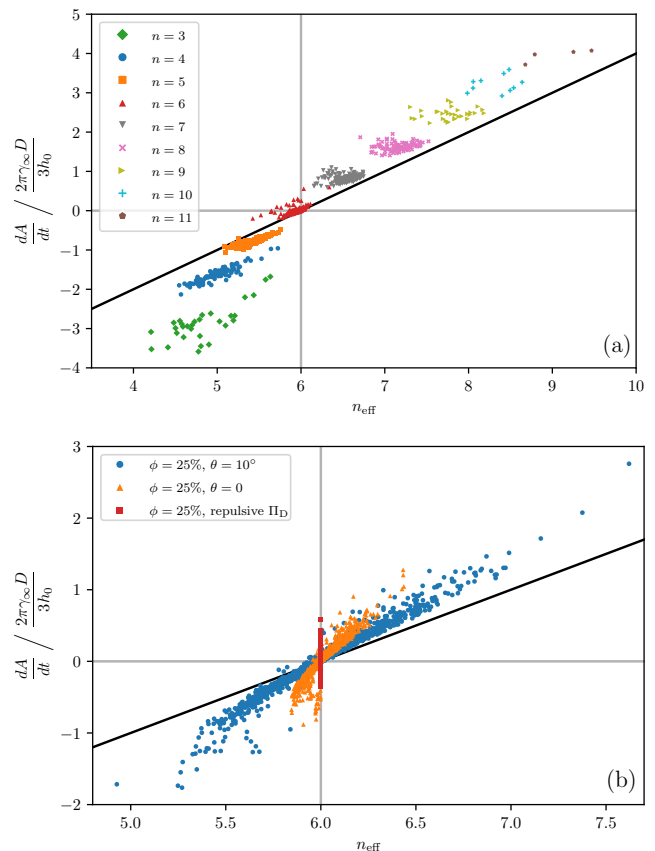 5
4
3
2
1
0
−1
−2
−3
−4
dA/dt / 2πγ∞D/3h₀
n = 3
n = 4
n = 5
n = 6
n = 7
n = 8
n = 9
n = 10
n = 11
(a)
4 5 6 7 8 9 10
n_eff
3
2
1
0
−1
−2
dA/dt / 2πγ∞D/3h₀
ϕ = 25%, θ = 10°
ϕ = 25%, θ = 0
ϕ = 25%, repulsive Π_D
(b)
5.0 5.5 6.0 6.5 7.0 7.5
n_eff